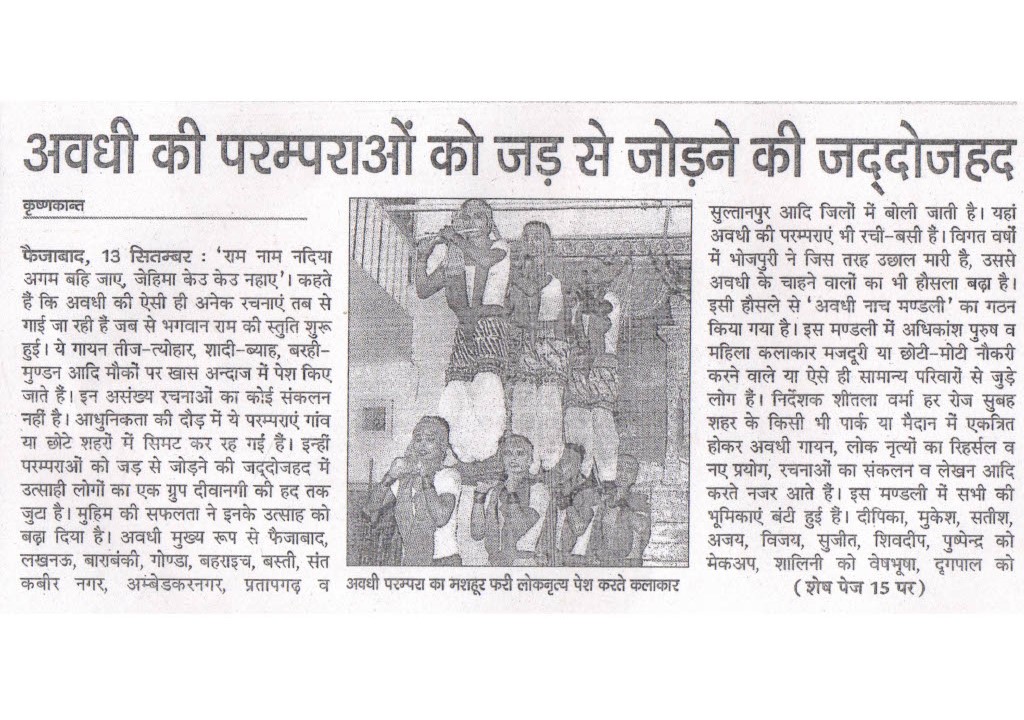 अवधी की परम्पराओं को जड़ से जोड़ने की जद्दोजहद
कृष्णकान्त
फैजाबाद, 13 सितम्बर : ‘राम नाम नदिया
अगम बहि जाए, जेहिमा केउ केउ नहाए’। कहते
हैं कि अवधी की ऐसी ही अनेक रचनाएं तब से
गाई जा रही हैं जब से भगवान राम की स्तुति शुरू
हुई। ये गायन तीज-त्योहार, शादी-ब्याह, बरही-
मुण्डन आदि मौकों पर खास अन्दाज में पेश किए
जाते हैं। इन असंख्य रचनाओं का कोई संकलन
नहीं है। आधुनिकता की दौड़ में ये परम्पराएं गांव
या छोटे शहरों में सिमट कर रह गई है। इन्हीं
परम्पराओं को जड़ से जोड़ने की जद्दोजहद में
उत्साही लोगों का एक ग्रुप दीवानगी की हद तक
जुटा है। मुहिम की सफलता ने इनके उत्साह को
बढ़ा दिया है। अवधी मुख्य रूप से फैजाबाद,
लखनऊ, बाराबंकी, गोण्डा, बहराइच, बस्ती, संत
कबीर नगर, अम्बेडकरनगर, प्रतापगढ़ व
अवधी परम्परा का मशहूर फरी लोकनृत्य पेश करते कलाकार
सुल्तानपुर आदि जिलों में बोली जाती है। यहां
अवधी की परम्पराएं भी रची-बसी हैं। विगत वर्षों
में भोजपुरी ने जिस तरह उछाल मारी है, उससे
अवधी के चाहने वालों का भी हौसला बढ़ा है।
इसी हौसले से ‘अवधी नाच मण्डली’ का गठन
किया गया है। इस मण्डली में अधिकांश पुरुष व
महिला कलाकार मजदूरी या छोटी-मोटी नौकरी
करने वाले या ऐसे ही सामान्य परिवारों से जुड़े
लोग हैं। निर्देशक शीतला वर्मा हर रोज सुबह
शहर के किसी भी पार्क या मैदान में एकत्रित
होकर अवधी गायन, लोक नृत्यों का रिहर्सल व
नए प्रयोग, रचनाओं का संकलन व लेखन आदि
करते नजर आते हैं। इस मण्डली में सभी की
भूमिकाएं बंटी हुई है। दीपिका, मुकेश, सतीश,
अजय, विजय, सुजीत, शिवदीप, पुष्पेन्द्र को
मेकअप, शालिनी को वेषभूषा, दृगपाल को
(शेष पेज 15 पर)